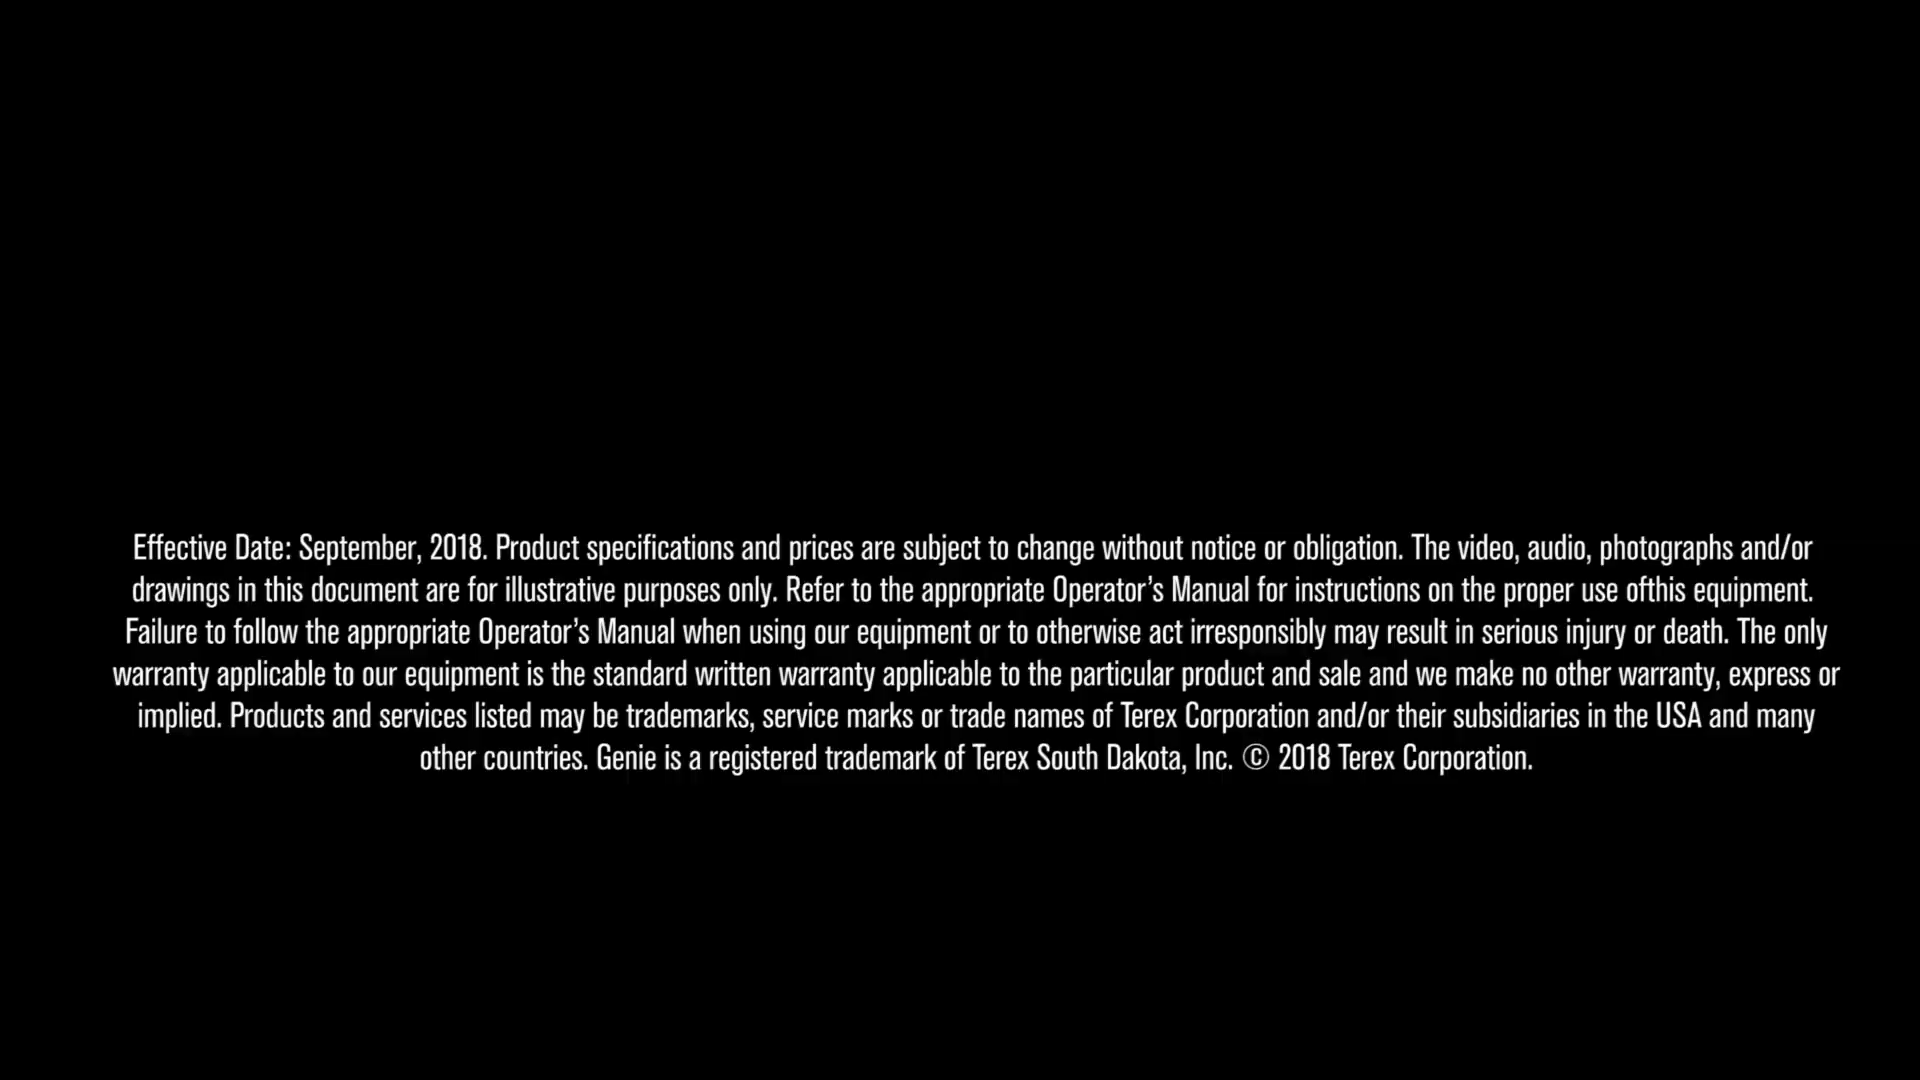 Effective Date: September, 2018. Product specifications and prices are subject to change without notice or obligation. The video, audio, photographs and/or
drawings in this document are for illustrative purposes only. Refer to the appropriate Operator’s Manual for instructions on the proper use ofthis equipment.
Failure to follow the appropriate Operator’s Manual when using our equipment or to otherwise act irresponsibly may result in serious injury or death. The only
warranty applicable to our equipment is the standard written warranty applicable to the particular product and sale and we make no other warranty, express or
implied. Products and services listed may be trademarks, service marks or trade names of Terex Corporation and/or their subsidiaries in the USA and many
other countries. Genie is a registered trademark of Terex South Dakota, Inc. © 2018 Terex Corporation.